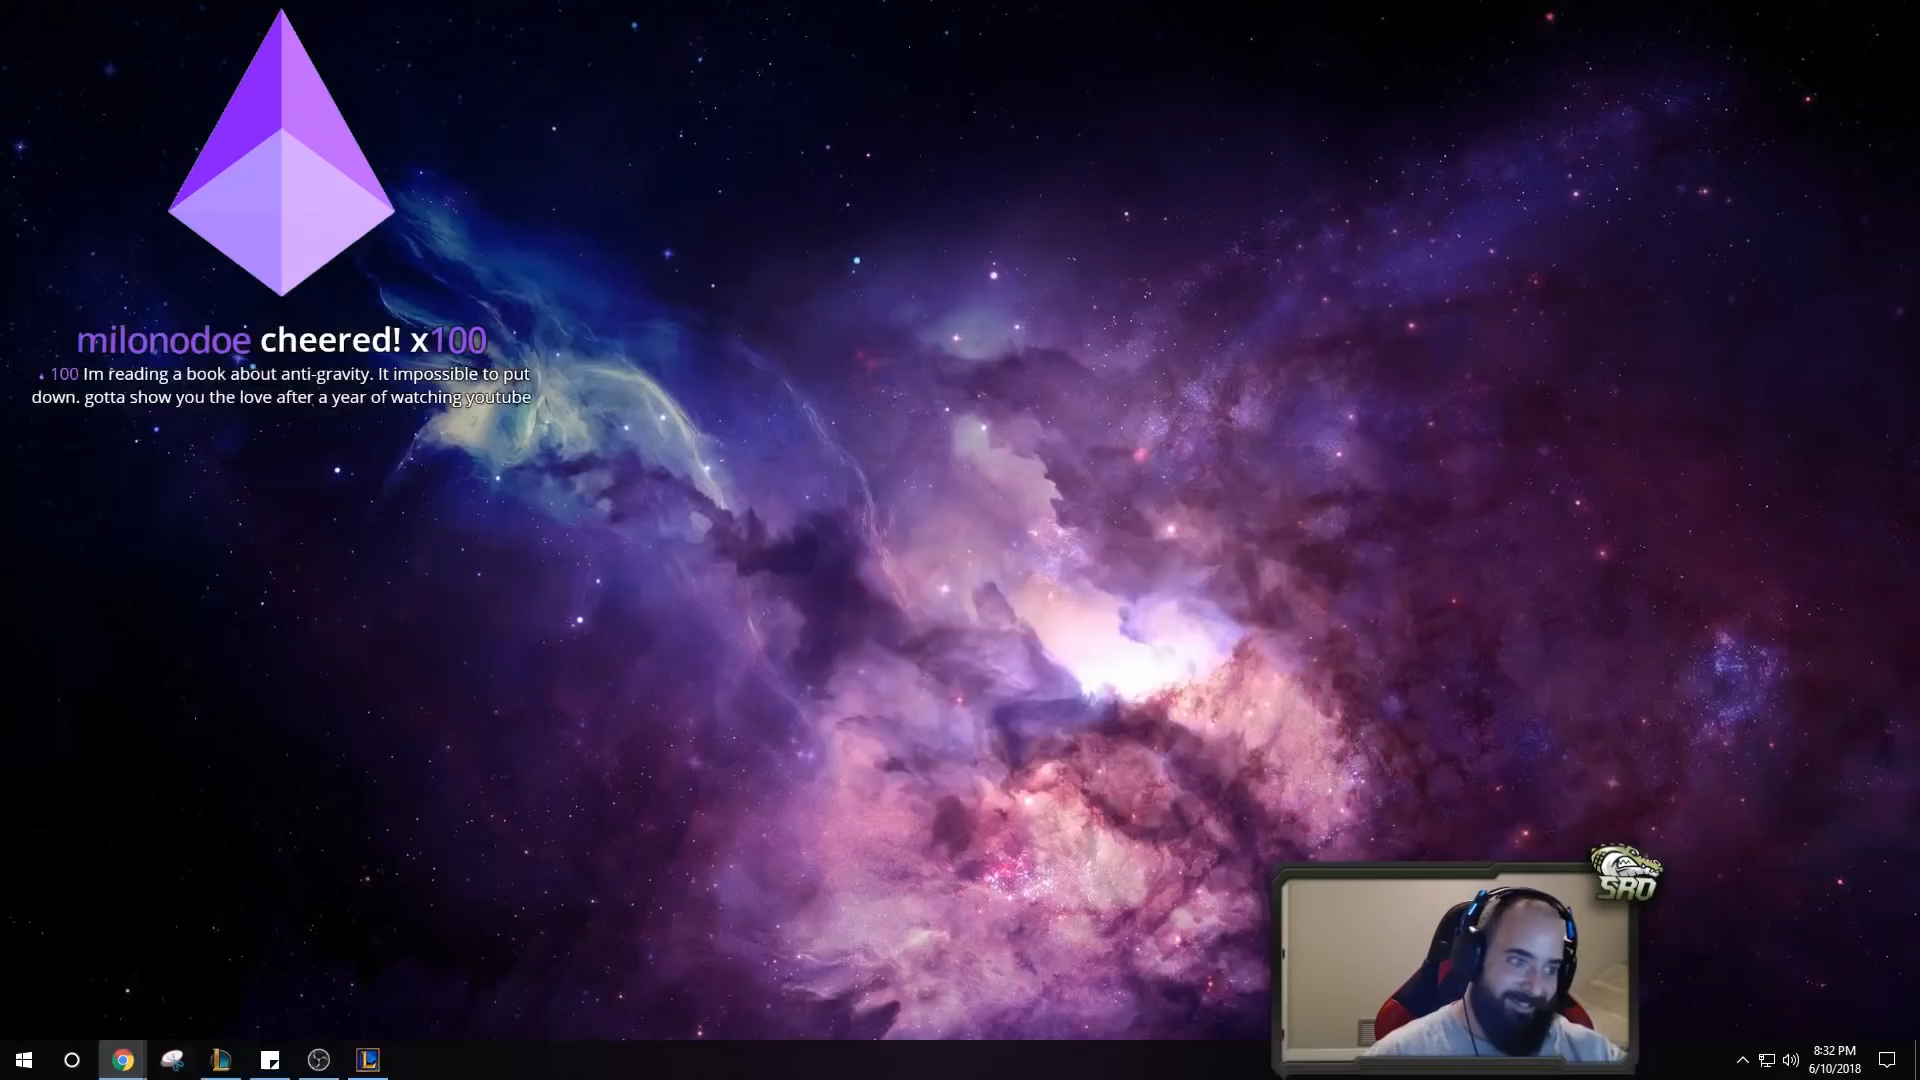 milonodoe cheered! x100
100 Im reading a book about anti-gravity. It impossible to put
down. gotta show you the love after a year of watching youtube
SRO
8:32 PM
6/10/2018